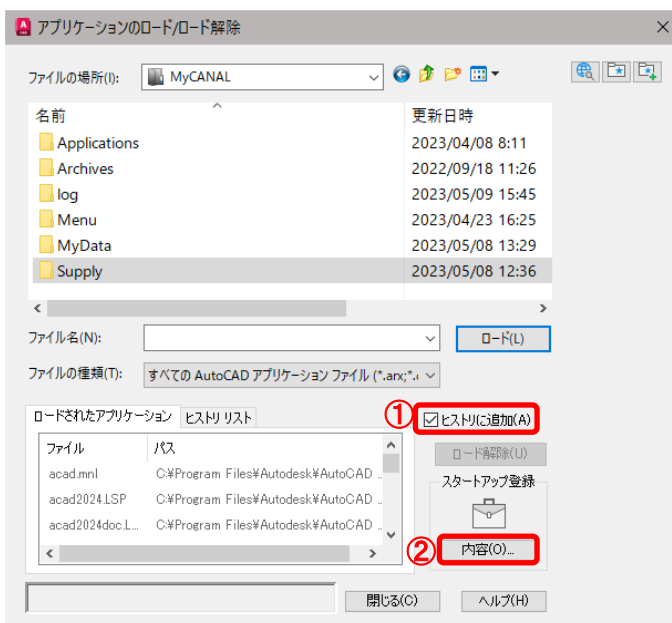 アプリケーションのロード/ロード解除
ファイルの場所(I): MyCANAL
名前 更新日時
Applications 2023/04/08 8:11
Archives 2022/09/18 11:26
log 2023/05/09 15:45
Menu 2023/04/23 16:25
MyData 2023/05/08 13:29
Supply 2023/05/08 12:36
ファイル名(N): ロード(L)
ファイルの種類(T): すべての AutoCAD アプリケーション ファイル (*.arx;*.
ロードされたアプリケーション ヒストリ リスト
① ヒストリに追加(A)
ファイル パス
ロード解除(U)
acad.mnl C:¥Program Files¥Autodesk¥AutoCAD ..
スタートアップ登録
acad2024.LSP C:¥Program Files¥Autodesk¥AutoCAD ..
acad2024doc.L... C:¥Program Files¥Autodesk¥AutoCAD ..
② 内容(O)...
閉じる(C) ヘルプ(H)